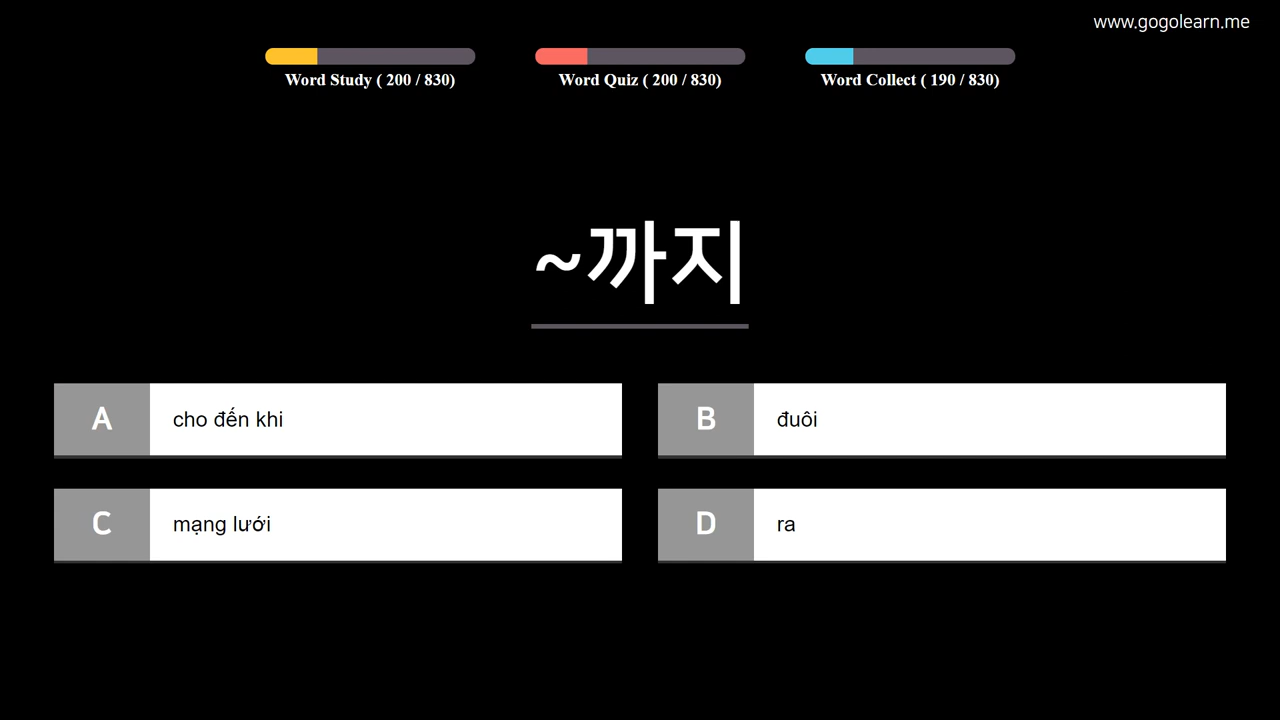 www.gogolearn.me
Word Study ( 200 / 830)
Word Quiz ( 200 / 830)
Word Collect ( 190 / 830)
~까지
A cho đến khi
B đuôi
C mạng lưới
D ra